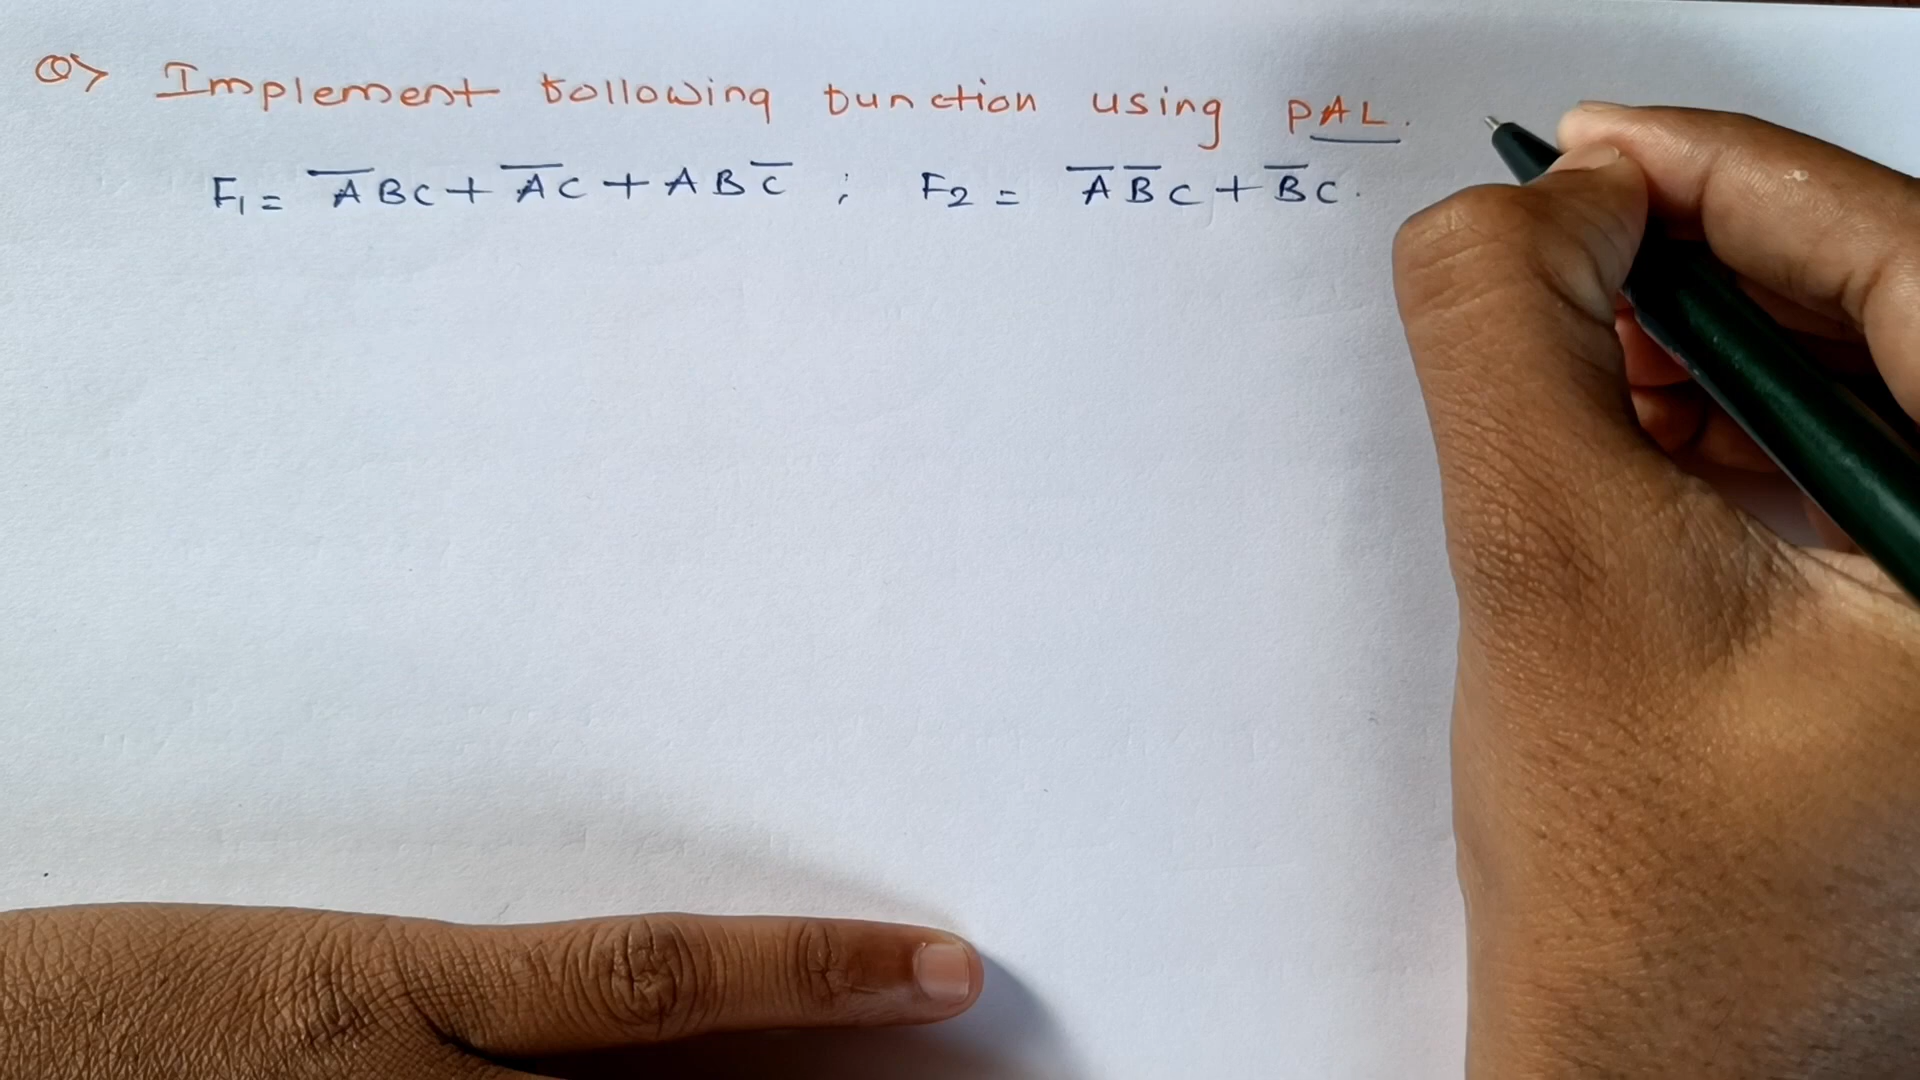 Q> Implement following function using PAL.
F₁ = A̅BC + A̅C + ABC̅ ; F₂ = A̅B̅C + B̅C.